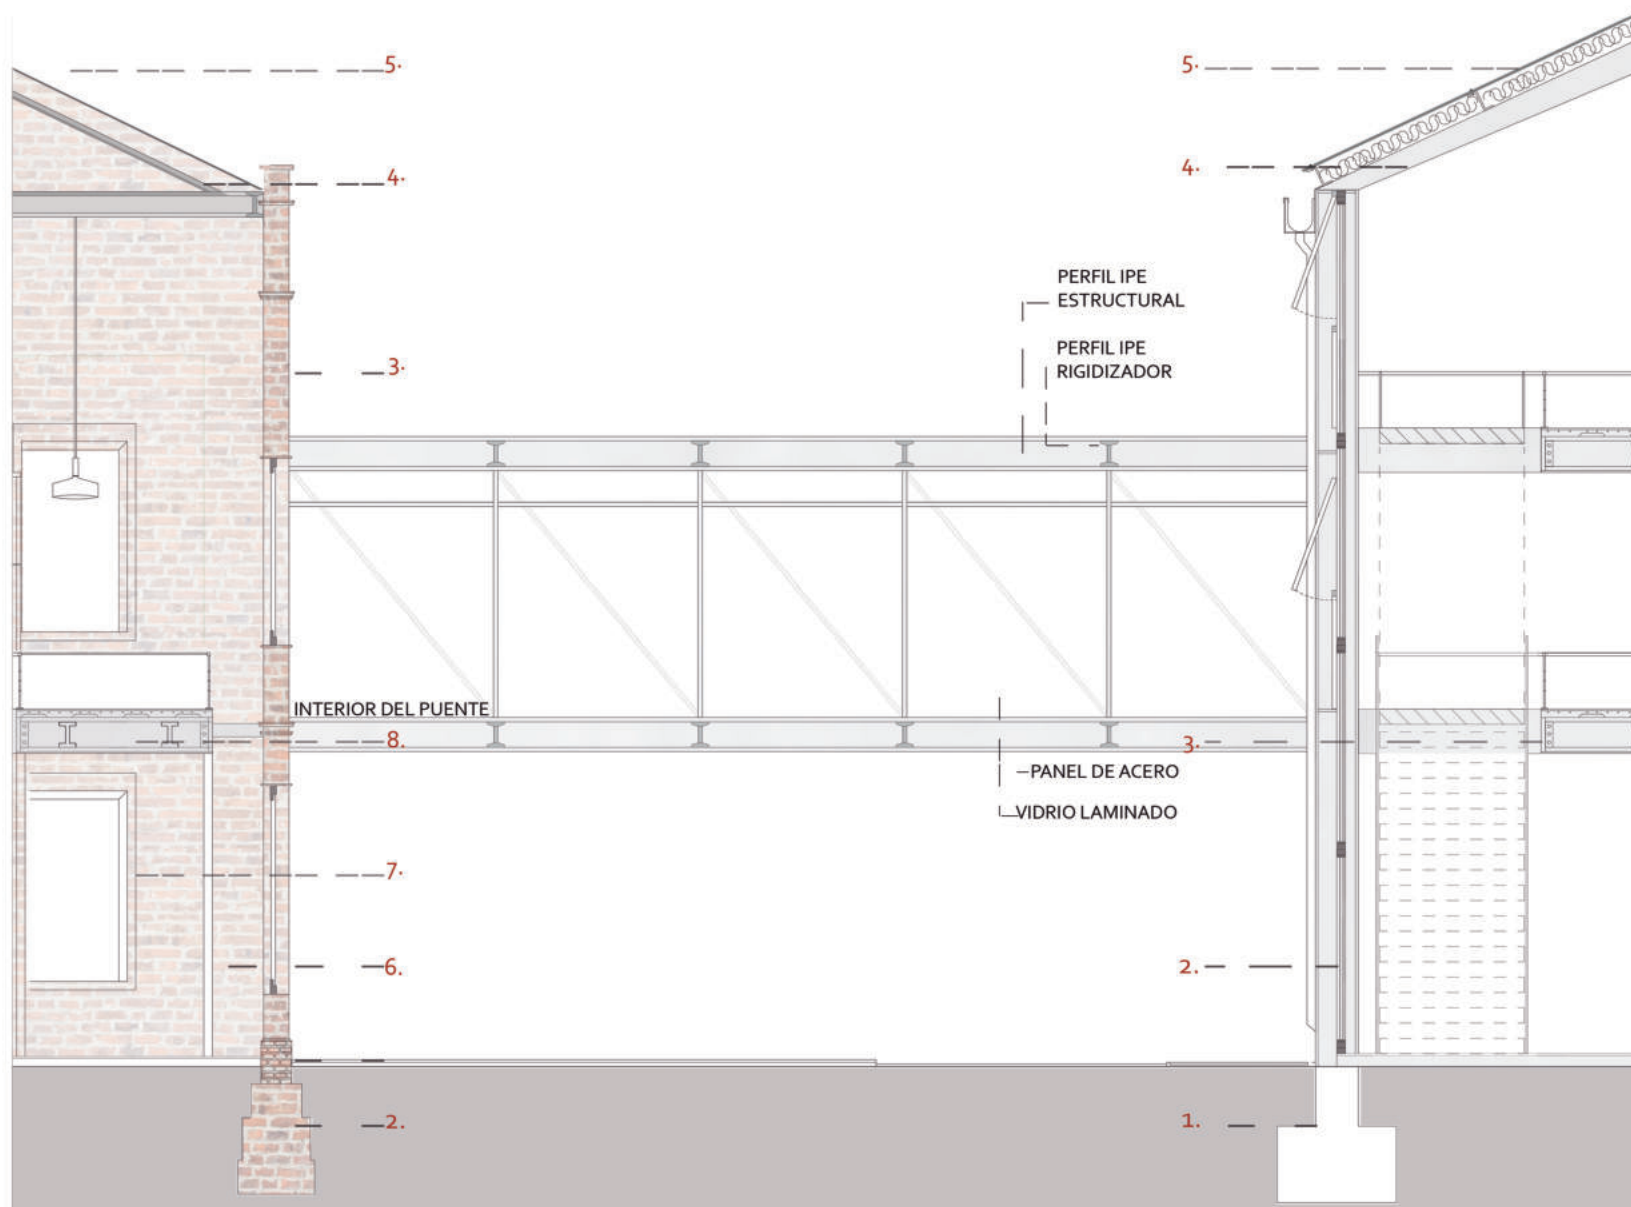 5.
5.
4.
4.
PERFIL IPE
ESTRUCTURAL
PERFIL IPE
RIGIDIZADOR
3.
INTERIOR DEL PUENTE
8.
3.
PANEL DE ACERO
VIDRIO LAMINADO
7.
6.
2.
2.
1.